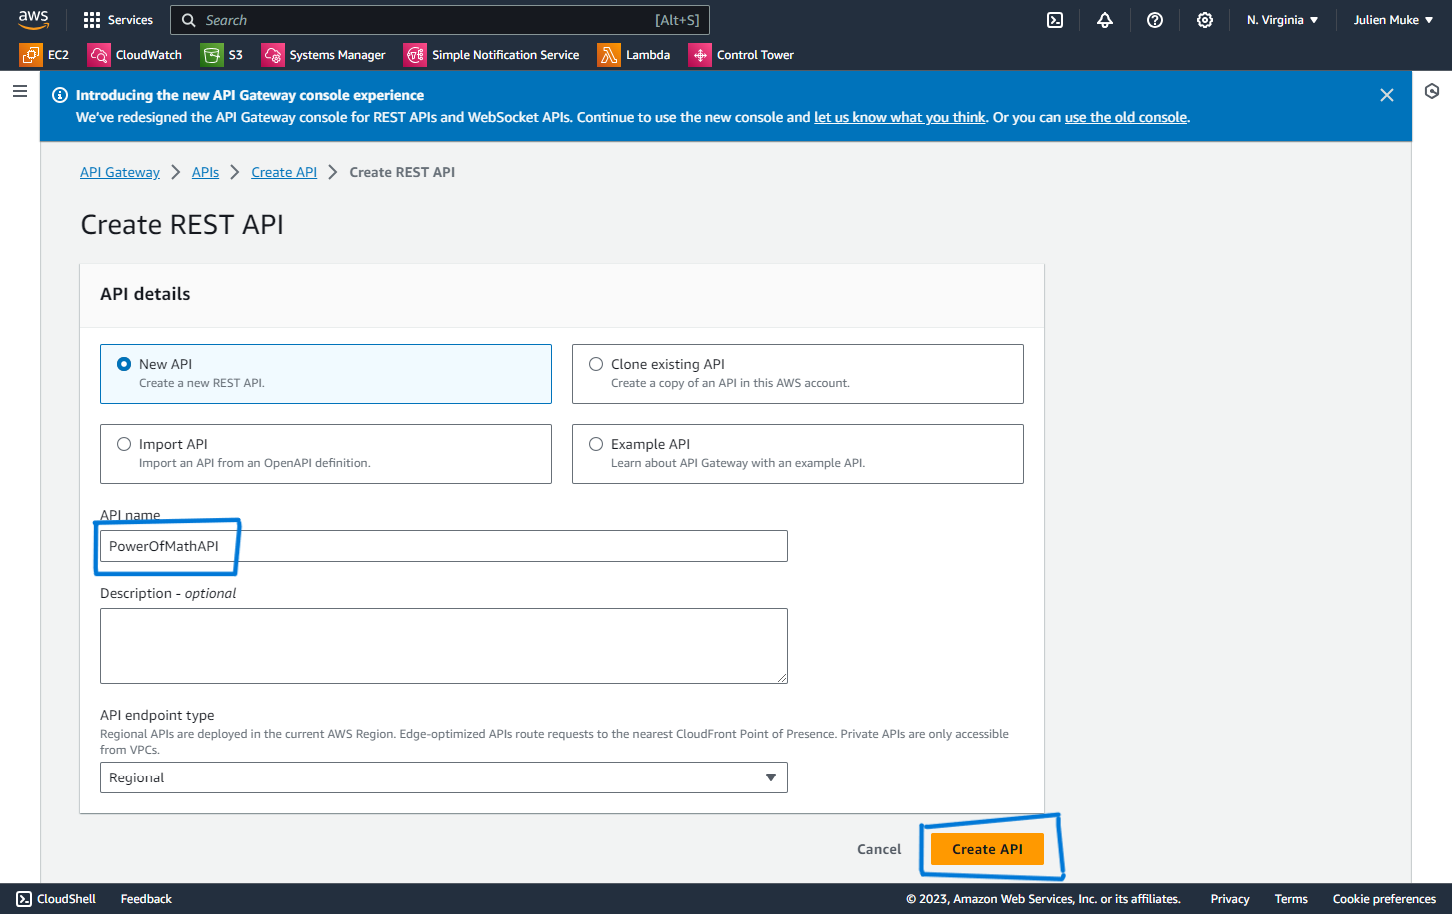 aws Services Search [Alt+S] N. Virginia Julien Muke
EC2 CloudWatch S3 Systems Manager Simple Notification Service Lambda Control Tower
Introducing the new API Gateway console experience
We've redesigned the API Gateway console for REST APIs and WebSocket APIs. Continue to use the new console and let us know what you think. Or you can use the old console.
API Gateway APIs Create API Create REST API
Create REST API
API details
New API
Create a new REST API.
Clone existing API
Create a copy of an API in this AWS account.
Import API
Import an API from an OpenAPI definition.
Example API
Learn about API Gateway with an example API.
API name
PowerOfMathAPI
Description - optional
API endpoint type
Regional APIs are deployed in the current AWS Region. Edge-optimized APIs route requests to the nearest CloudFront Point of Presence. Private APIs are only accessible
from VPCs.
Regional
Cancel Create API
CloudShell Feedback © 2023, Amazon Web Services, Inc. or its affiliates. Privacy Terms Cookie preferences